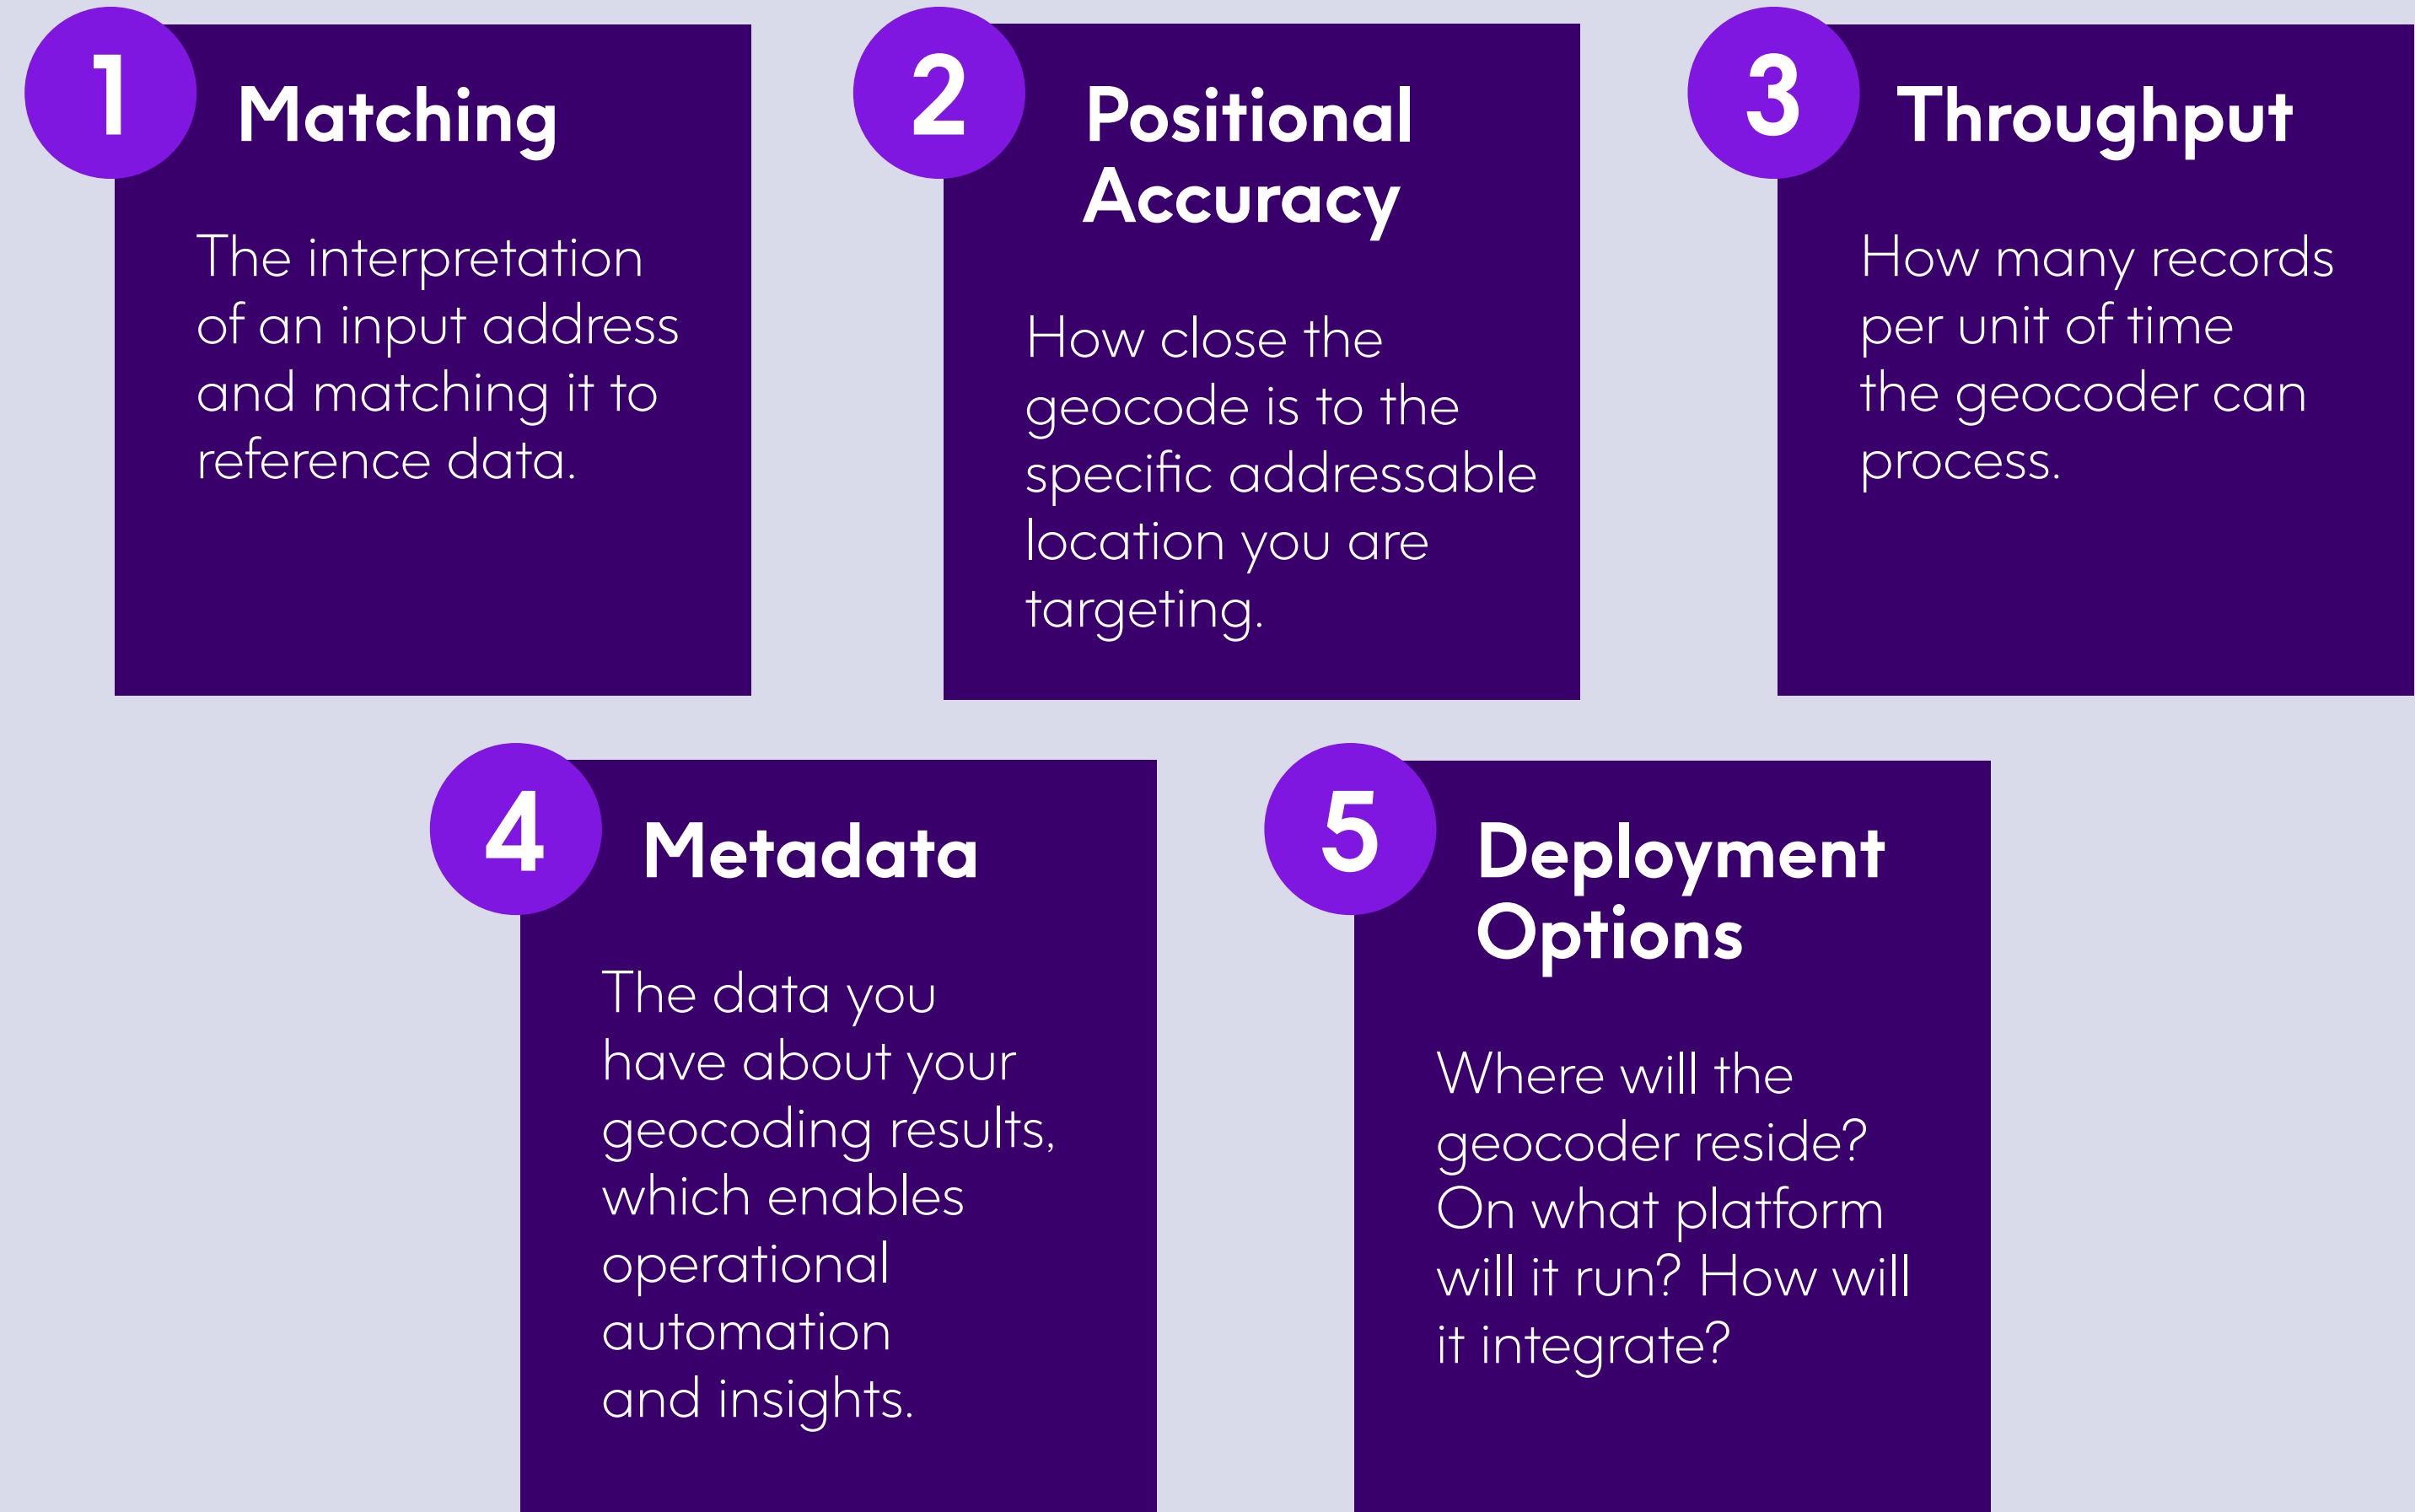 1
Matching
The interpretation
of an input address
and matching it to
reference data.
2
Positional
Accuracy
How close the
geocode is to the
specific addressable
location you are
targeting.
3
Throughput
How many records
per unit of time
the geocoder can
process.
4
Metadata
The data you
have about your
geocoding results,
which enables
operational
automation
and insights.
5
Deployment
Options
Where will the
geocoder reside?
On what platform
will it run? How will
it integrate?